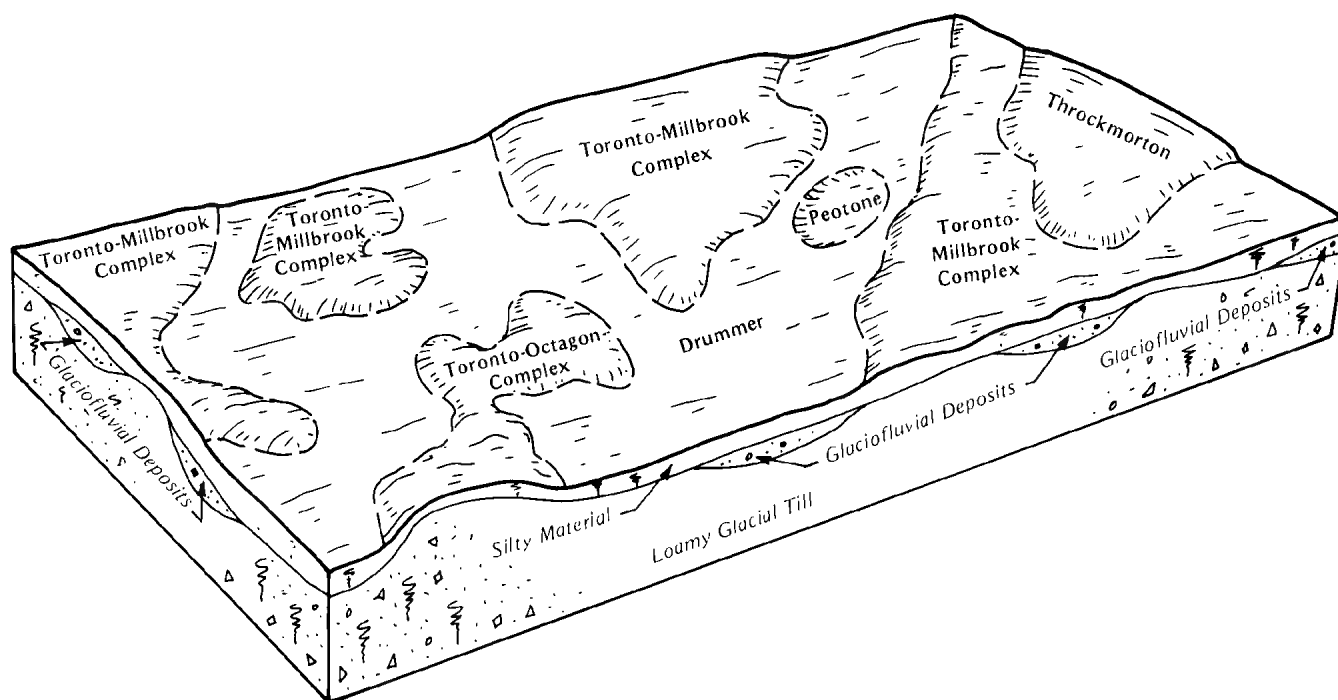 Toronto-Millbrook
Complex
Toronto
Millbrook
Complex
Toronto-Millbrook
Complex
Throckmorton
Peotone
Toronto-
Millbrook
Complex
Toronto-Octagon
Complex
Drummer
Glaciofluvial Deposits
Glaciofluvial Deposits
Glaciofluvial Deposits
Silty Material
Loamy Glacial Till